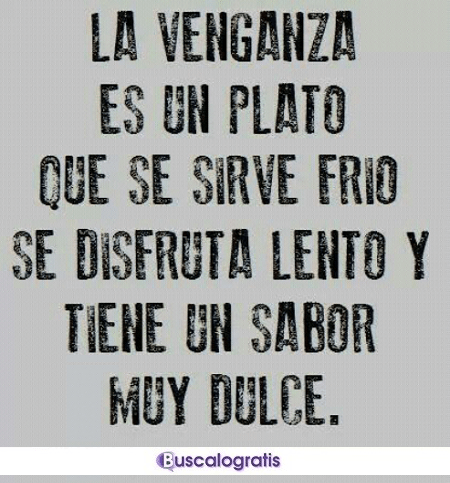 LA VENGANZA
ES UN PLATO
QUE SE SIRVE FRIO
SE DISFRUTA LENTO Y
TIENE UN SABOR
MUY DULCE.
Buscalogratis